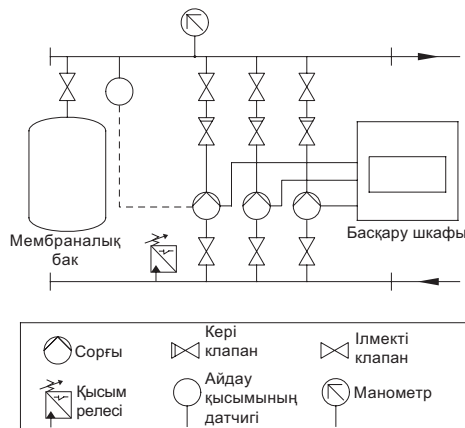 Мембраналық
бак
Басқару шкафы
Сорғы
Кері
клапан
Ілмекті
клапан
Қысым
релесі
Айдау
қысымының
датчигі
Манометр